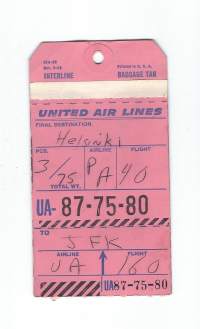 INTERLINE BAGGAGE TAG
UNITED AIR LINES
FINAL DESTINATION
Helsinki
PCS. AIRLINE FLIGHT
3/75 PA 40
TOTAL WT.
UA-87-75-80
TO
JFK
AIRLINE FLIGHT
UA 160
UA87-75-80